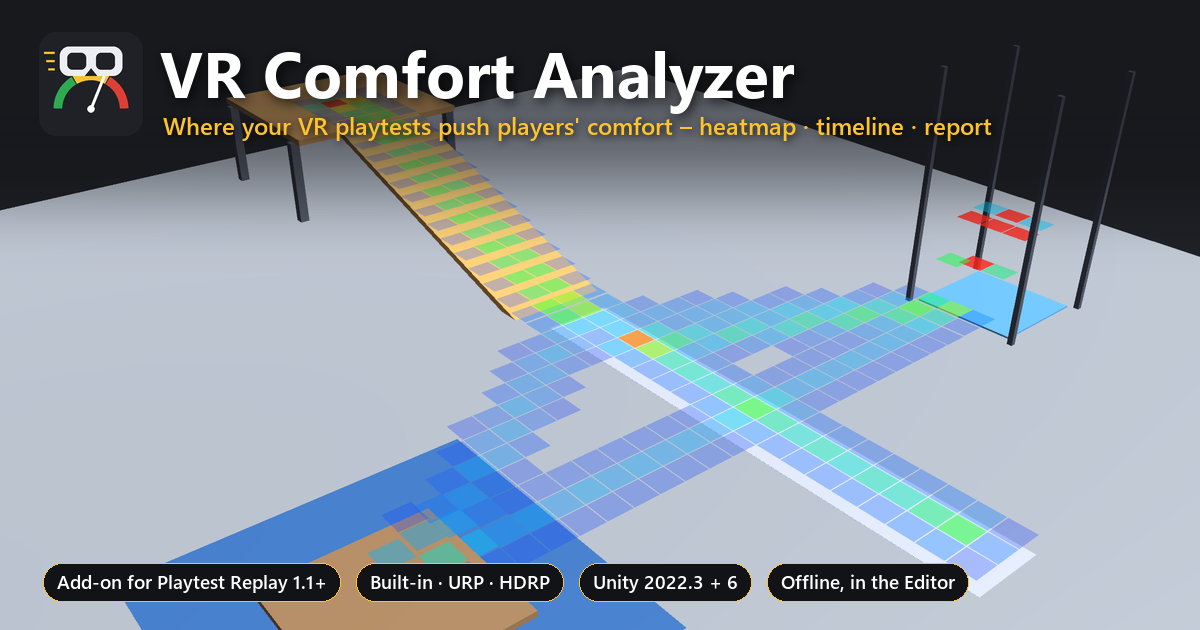 VR Comfort Analyzer
Where your VR playtests push players' comfort – heatmap · timeline · report
Add-on for Playtest Replay 1.1+
Built-in · URP · HDRP
Unity 2022.3 + 6
Offline, in the Editor